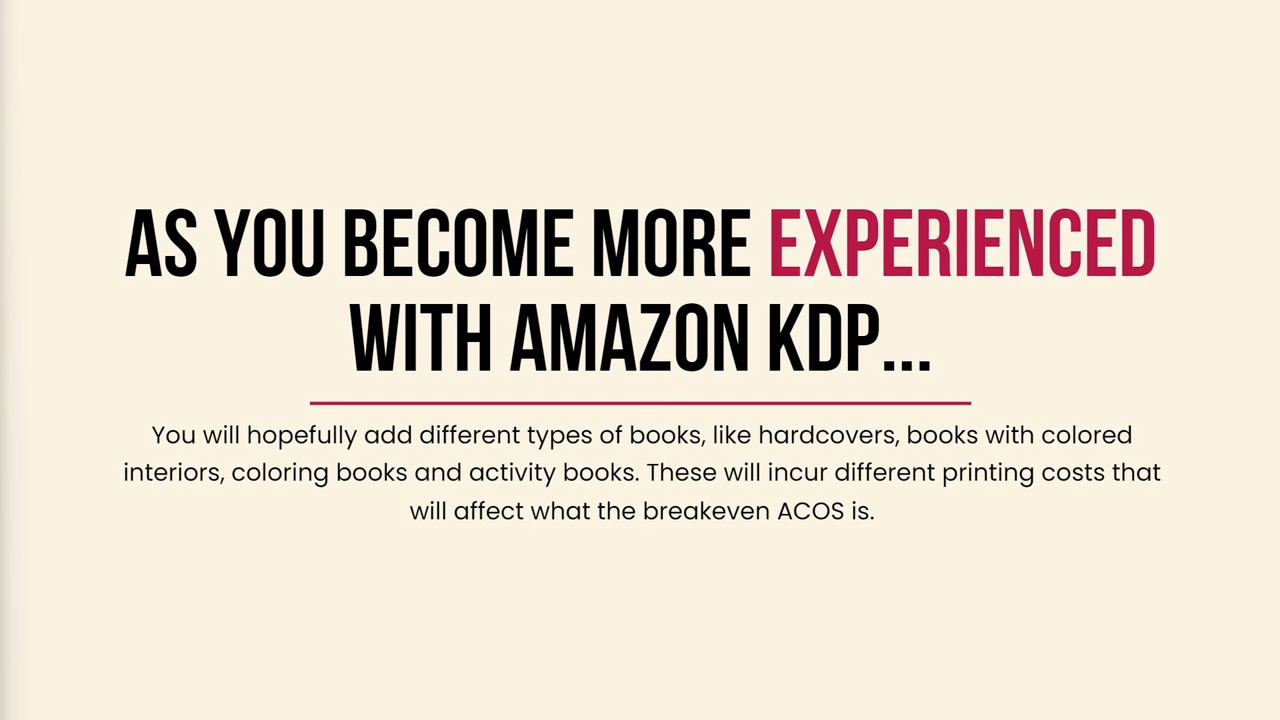 AS YOU BECOME MORE EXPERIENCED
WITH AMAZON KDP...
You will hopefully add different types of books, like hardcovers, books with colored
interiors, coloring books and activity books. These will incur different printing costs that
will affect what the breakeven ACOS is.